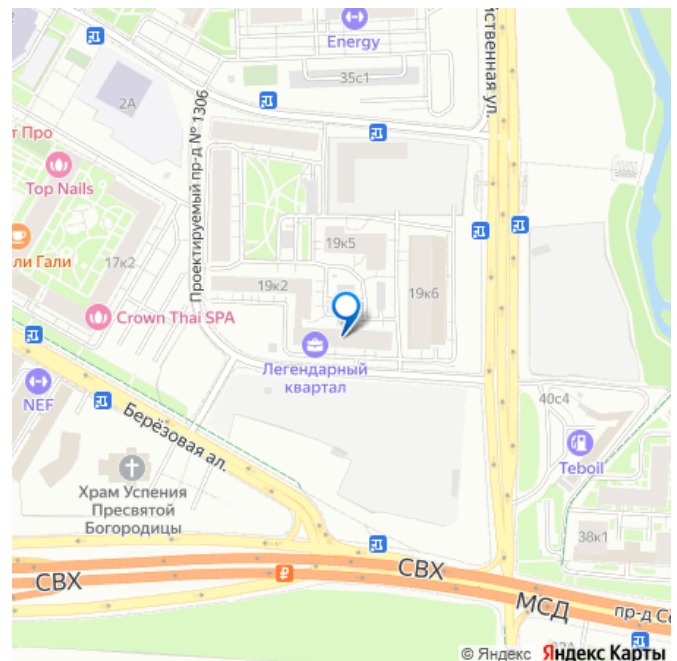 Energy
35с1
йственная ул.
2А
Проектируемый пр-д № 1306
т Про
Top Nails
ли Гали
17к2
19к5
19к2
19к6
Crown Thai SPA
Легендарный
квартал
NEF
Берёзовая ал.
40с4
Teboil
Храм Успения
Пресвятой
Богородицы
38к1
СВХ
СВХ
МСД
пр-д Се
© Яндекс Яндекс Карты